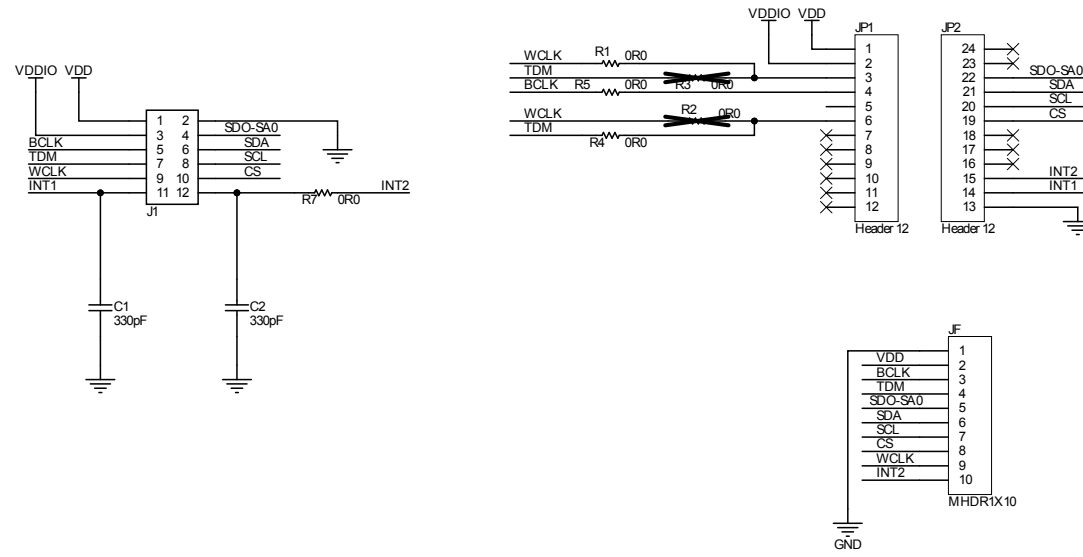 VDDIO VDD
1 2
3 4 SDO-SA0
BCLK 5 6 SDA
TDM 7 8 SCL
WCLK 9 10 CS
INT1 11 12 R7 0R0 INT2
J1
C1
330pF
C2
330pF
VDDIO VDD
JP1
1
2
WCLK R1 0R0
TDM R3 0R0 3
BCLK R5 0R0 4
5
WCLK R2 0R0 6
TDM R4 0R0
7
8
9
10
11
12
Header 12
JP2
24
23
22 SDO-SA0
21 SDA
20 SCL
19 CS
18
17
16
15 INT2
14 INT1
13
Header 12
JF
1
VDD 2
BCLK 3
TDM 4
SDO-SA0 5
SDA 6
SCL 7
CS 8
WCLK 9
INT2 10
MHDR1X10
GND